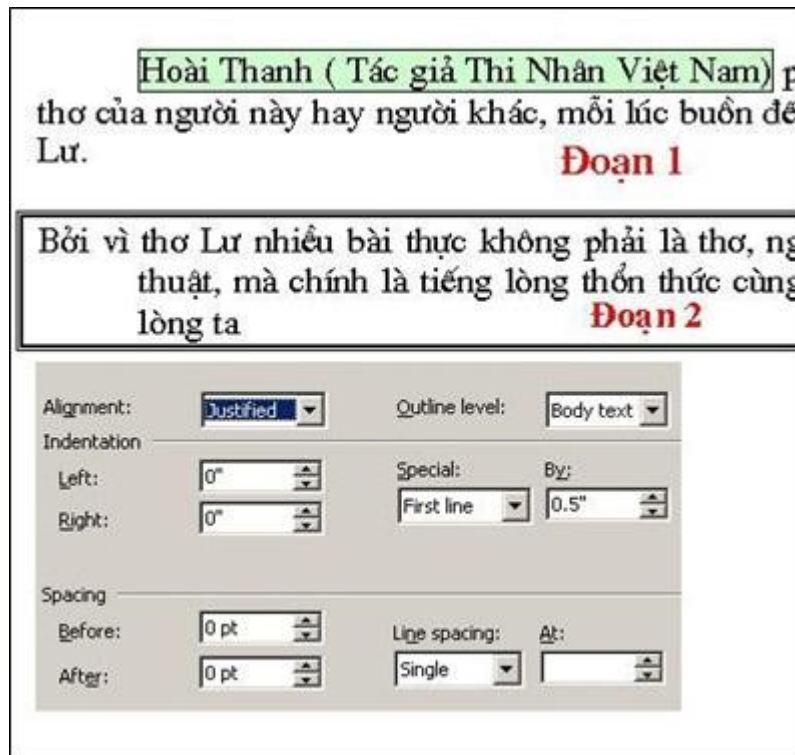 Hoài Thanh ( Tác giả Thi Nhân Việt Nam) p
thơ của người này hay người khác, mỗi lúc buồn đế
Lư.
Đoạn 1
Bởi vì thơ Lư nhiều bài thực không phải là thơ, ng
thuật, mà chính là tiếng lòng thổn thức cùng
lòng ta
Đoạn 2
Alignment: Justified Outline level: Body text
Indentation
Left: 0" Special: By:
Right: 0" First line 0.5"
Spacing
Before: 0 pt Line spacing: At:
After: 0 pt Single